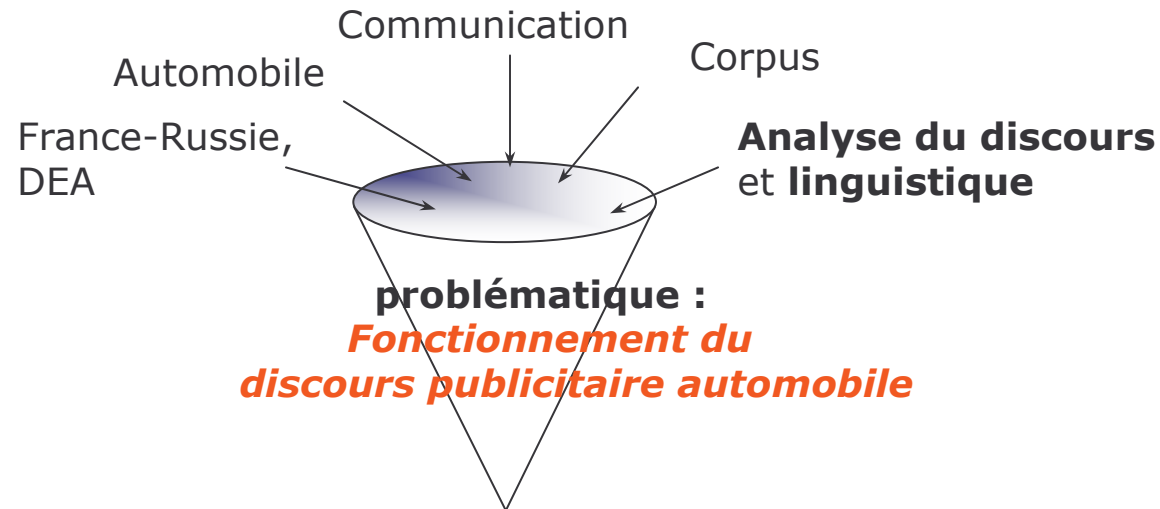 Communication
Automobile
Corpus
France-Russie,
DEA
Analyse du discours
et linguistique
problématique :
Fonctionnement du
discours publicitaire automobile